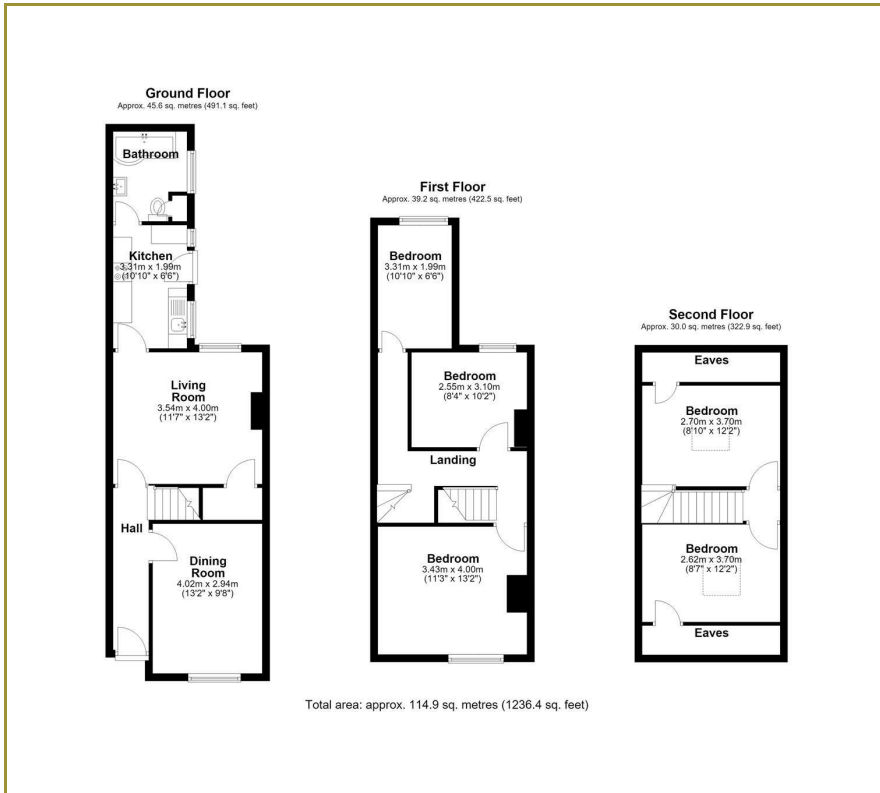 Ground Floor
Approx. 45.6 sq. metres (491.1 sq. feet)
Bathroom
Kitchen
3.31m x 1.99m
(10'10" x 6'6")
Living
Room
3.54m x 4.00m
(11'7" x 13'2")
Hall
Dining
Room
4.02m x 2.94m
(13'2" x 9'8")
First Floor
Approx. 39.2 sq. metres (422.5 sq. feet)
Bedroom
3.31m x 1.99m
(10'10" x 6'6")
Bedroom
2.55m x 3.10m
(8'4" x 10'2")
Landing
Bedroom
3.43m x 4.00m
(11'3" x 13'2")
Second Floor
Approx. 30.0 sq. metres (322.9 sq. feet)
Eaves
Bedroom
2.70m x 3.70m
(8'10" x 12'2")
Bedroom
2.62m x 3.70m
(8'7" x 12'2")
Eaves
Total area: approx. 114.9 sq. metres (1236.4 sq. feet)